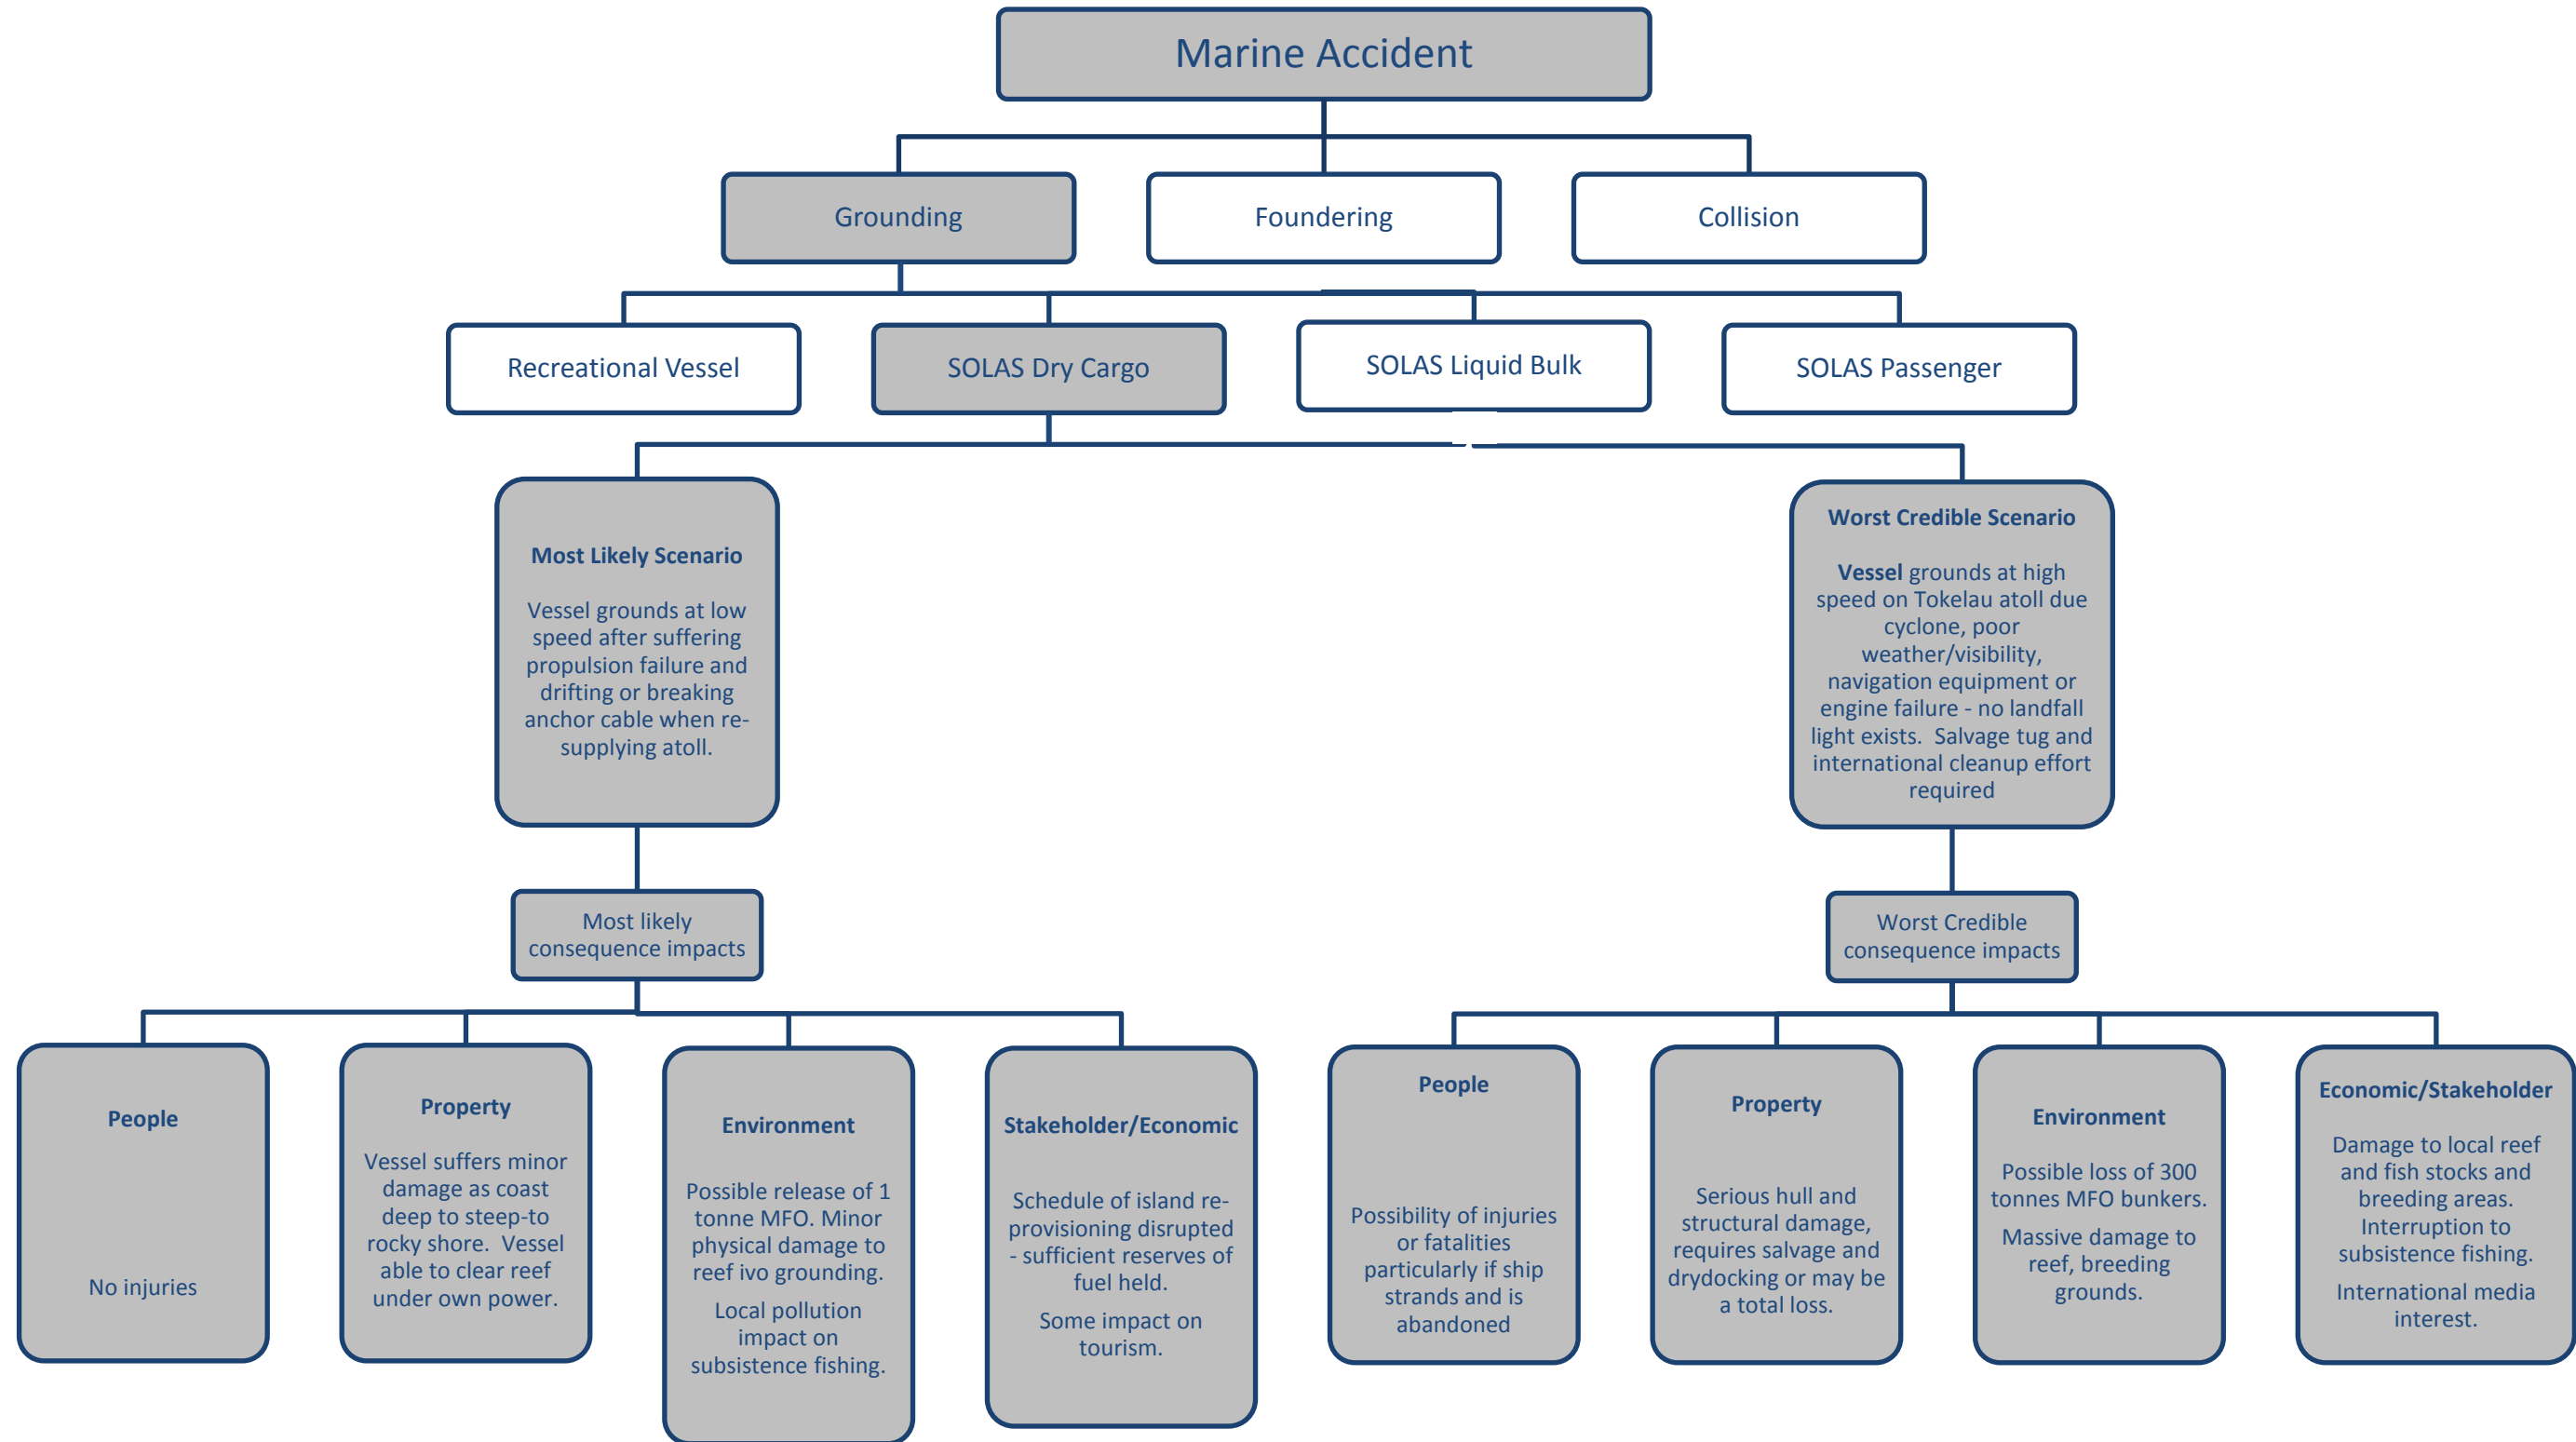 Marine Accident
Grounding
Foundering
Collision
Recreational Vessel
SOLAS Dry Cargo
SOLAS Liquid Bulk
SOLAS Passenger
Most Likely Scenario
Vessel grounds at low
speed after suffering
propulsion failure and
drifting or breaking
anchor cable when re-
supplying atoll.
Worst Credible Scenario
Vessel grounds at high
speed on Tokelau atoll due
cyclone, poor
weather/visibility,
navigation equipment or
engine failure - no landfall
light exists.  Salvage tug and
international cleanup effort
required
Most likely
consequence impacts
Worst Credible
consequence impacts
People
No injuries
Property
Vessel suffers minor
damage as coast
deep to steep-to
rocky shore.  Vessel
able to clear reef
under own power.
Environment
Possible release of 1
tonne MFO. Minor
physical damage to
reef ivo grounding.
Local pollution
impact on
subsistence fishing.
Stakeholder/Economic
Schedule of island re-
provisioning disrupted
- sufficient reserves of
fuel held.
Some impact on
tourism.
People
Possibility of injuries
or fatalities
particularly if ship
strands and is
abandoned
Property
Serious hull and
structural damage,
requires salvage and
drydocking or may be
a total loss.
Environment
Possible loss of 300
tonnes MFO bunkers.
Massive damage to
reef, breeding
grounds.
Economic/Stakeholder
Damage to local reef
and fish stocks and
breeding areas.
Interruption to
subsistence fishing.
International media
interest.